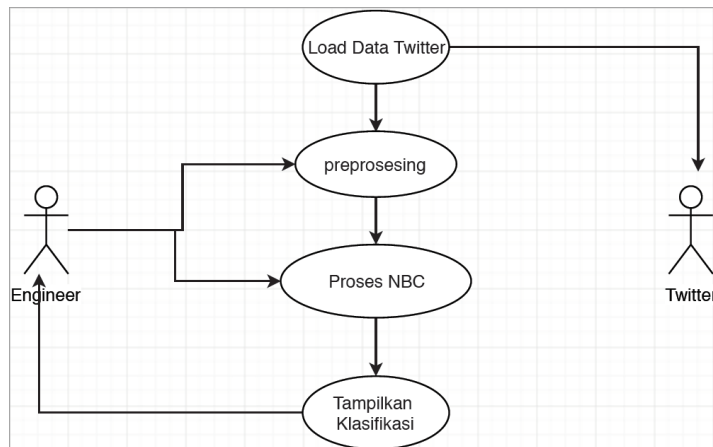 Load Data Twitter
preprosesing
Engineer
Proses NBC
Twitter
Tampilkan
Klasifikasi